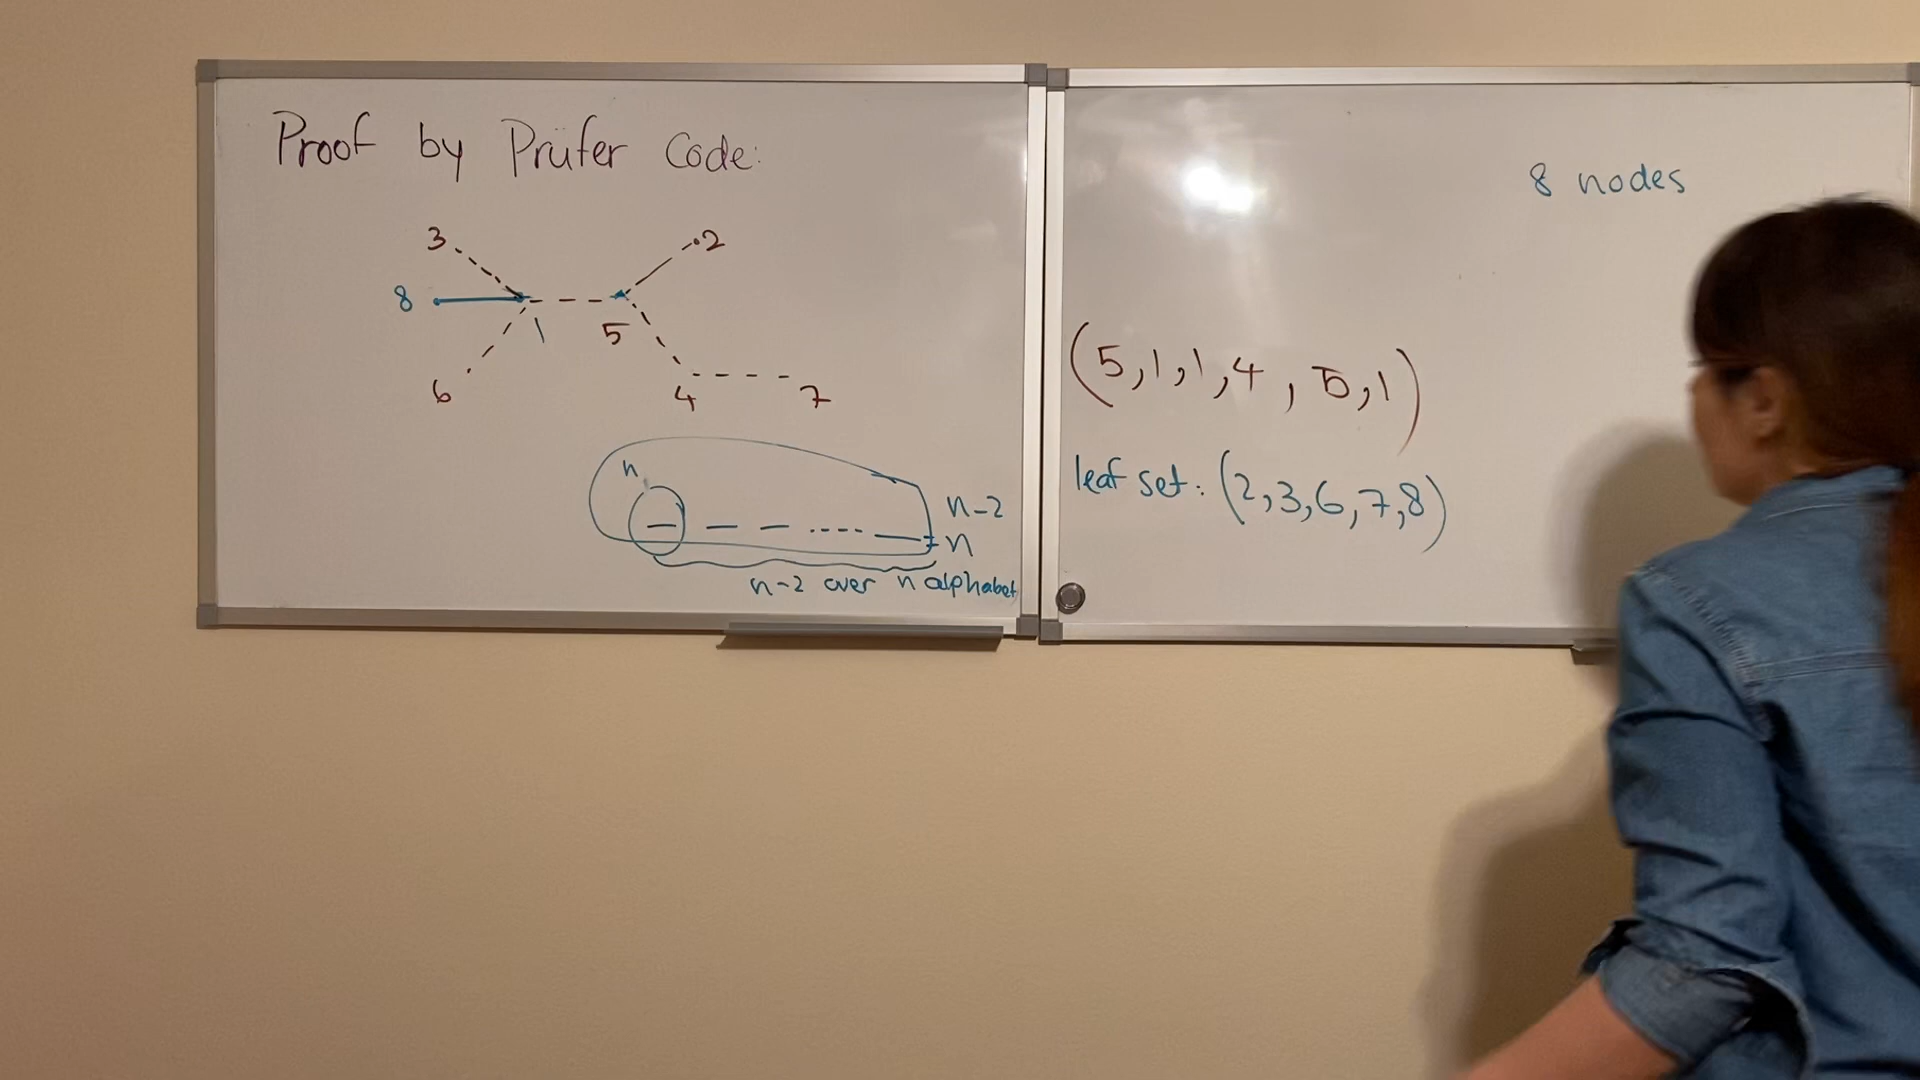 Proof by Prüfer Code:
3 2
8
1 5
6 4 7
n
n-2
n
n-2 over n alphabet
8 nodes
(5,1,1,4,5,1)
leaf set: (2,3,6,7,8)